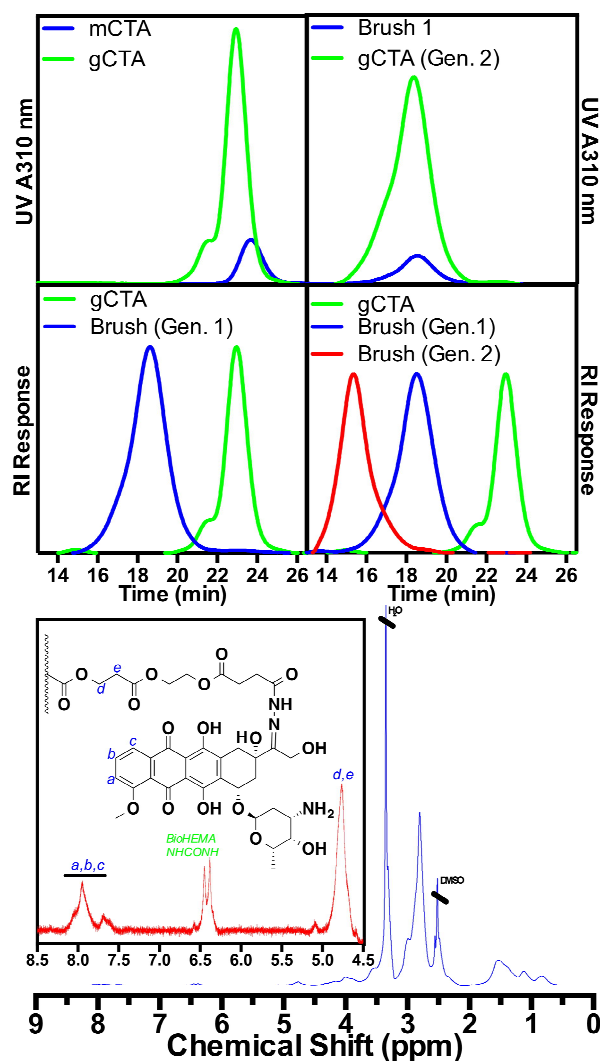 mCTA
gCTA
Brush 1
gCTA (Gen. 2)
UV A310 nm
UV A310 nm
gCTA
Brush (Gen. 1)
gCTA
Brush (Gen.1)
Brush (Gen. 2)
RI Response
RI Response
14 16 18 20 22 24 26
14 16 18 20 22 24 26
Time (min)
Time (min)
H2O
DMSO
O
O
e
d
O
O
O
O
O
O
NH
N
O
OH
HO
OH
c
b
a
O
O
OH
O
NH2
O
OH
d,e
BioHEMA
NHCONH
a,b,c
8.5 8.0 7.5 7.0 6.5 6.0 5.5 5.0 4.5
9 8 7 6 5 4 3 2 1 0
Chemical Shift (ppm)